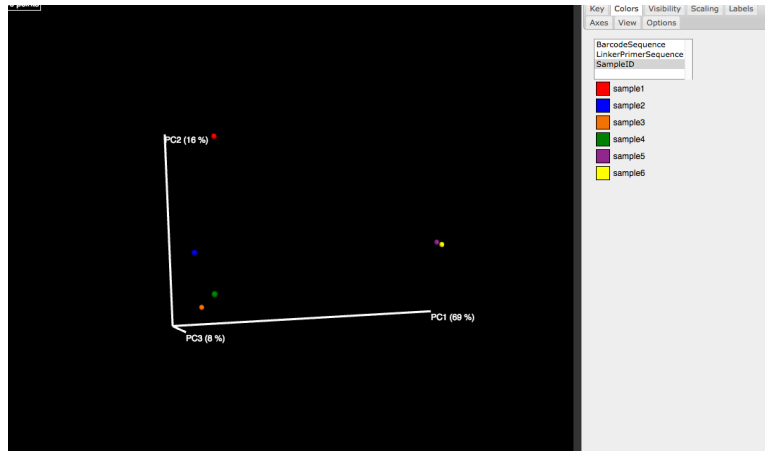 points
PC2 (16 %)
PC1 (69 %)
PC3 (8 %)
Key Colors Visibility Scaling Labels
Axes View Options
BarcodeSequence
LinkerPrimerSequence
SampleID
sample1
sample2
sample3
sample4
sample5
sample6